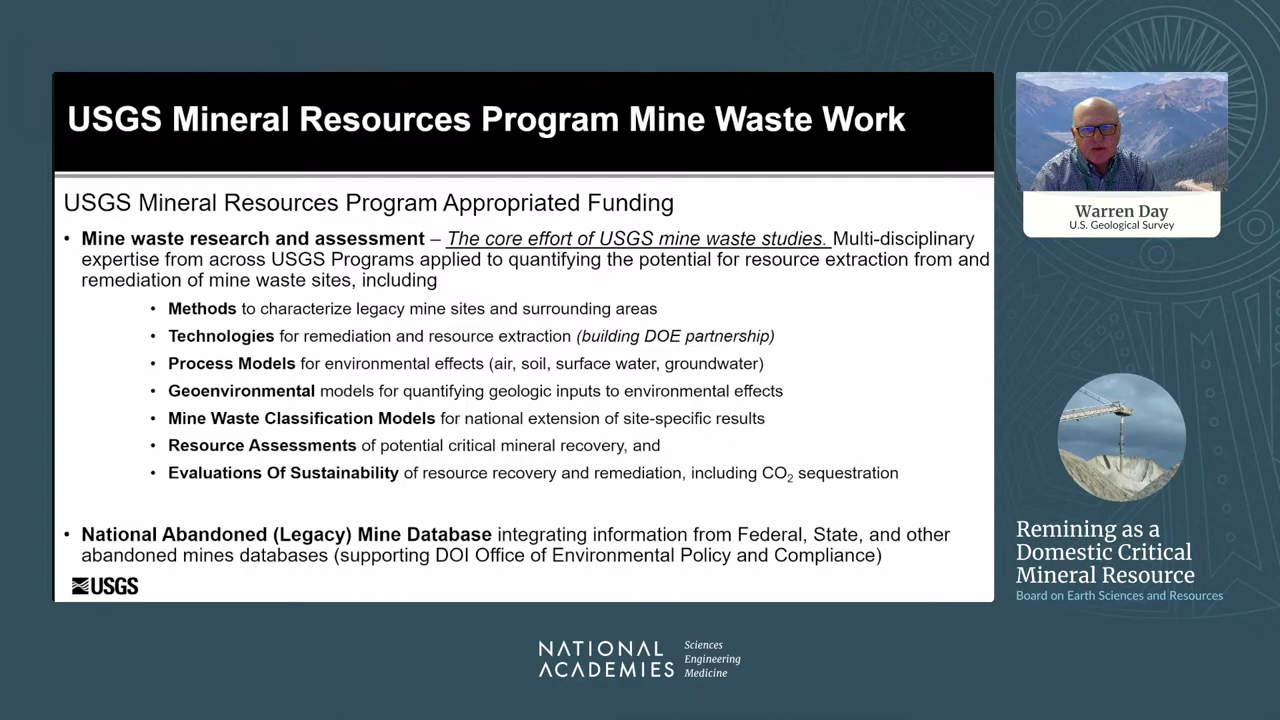 USGS Mineral Resources Program Mine Waste Work
USGS Mineral Resources Program Appropriated Funding
• Mine waste research and assessment – The core effort of USGS mine waste studies. Multi-disciplinary
expertise from across USGS Programs applied to quantifying the potential for resource extraction from and
remediation of mine waste sites, including
• Methods to characterize legacy mine sites and surrounding areas
• Technologies for remediation and resource extraction (building DOE partnership)
• Process Models for environmental effects (air, soil, surface water, groundwater)
• Geoenvironmental models for quantifying geologic inputs to environmental effects
• Mine Waste Classification Models for national extension of site-specific results
• Resource Assessments of potential critical mineral recovery, and
• Evaluations Of Sustainability of resource recovery and remediation, including CO₂ sequestration
• National Abandoned (Legacy) Mine Database integrating information from Federal, State, and other
abandoned mines databases (supporting DOI Office of Environmental Policy and Compliance)
USGS
Warren Day
U.S. Geological Survey
Remining as a
Domestic Critical
Mineral Resource
Board on Earth Sciences and Resources
NATIONAL
ACADEMIES
Sciences
Engineering
Medicine